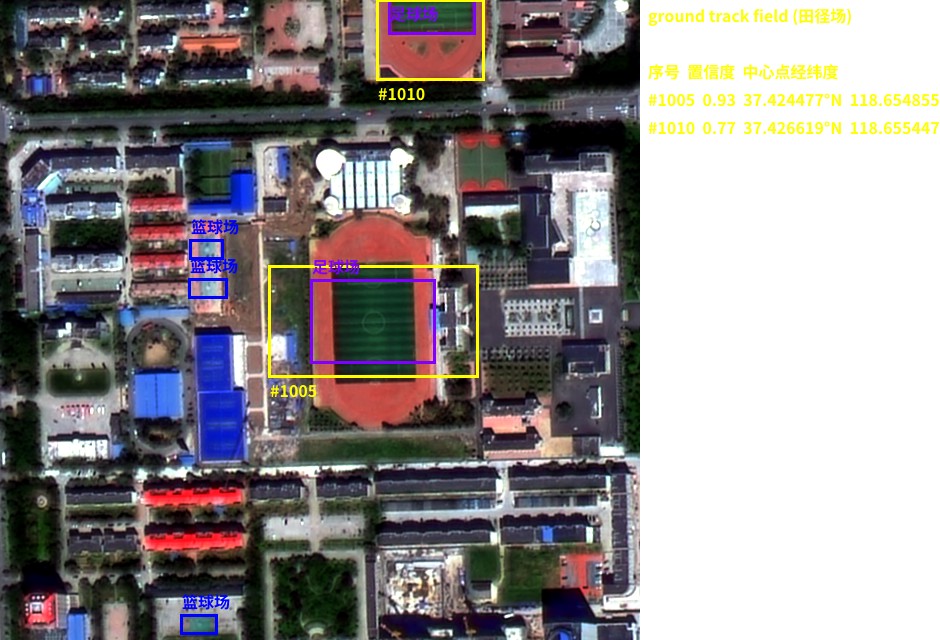 足球场
#1010
篮球场
篮球场
足球场
#1005
篮球场
ground track field (田径场)
序号 置信度 中心点经纬度
#1005 0.93 37.424477°N 118.654855
#1010 0.77 37.426619°N 118.655447